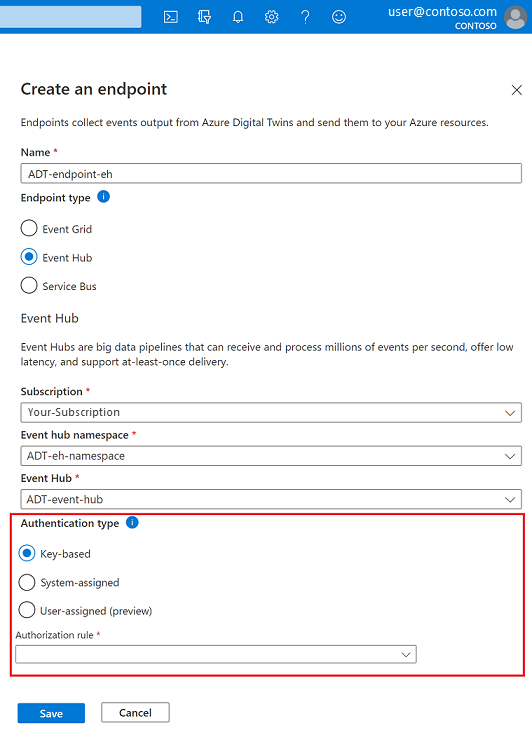 user@contoso.com
CONTOSO
Create an endpoint
Endpoints collect events output from Azure Digital Twins and send them to your Azure resources.
Name *
ADT-endpoint-eh
Endpoint type
Event Grid
Event Hub
Service Bus
Event Hub
Event Hubs are big data pipelines that can receive and process millions of events per second, offer low
latency, and support at-least-once delivery.
Subscription *
Your-Subscription
Event hub namespace *
ADT-eh-namespace
Event Hub *
ADT-event-hub
Authentication type
Key-based
System-assigned
User-assigned (preview)
Authorization rule *
Save
Cancel